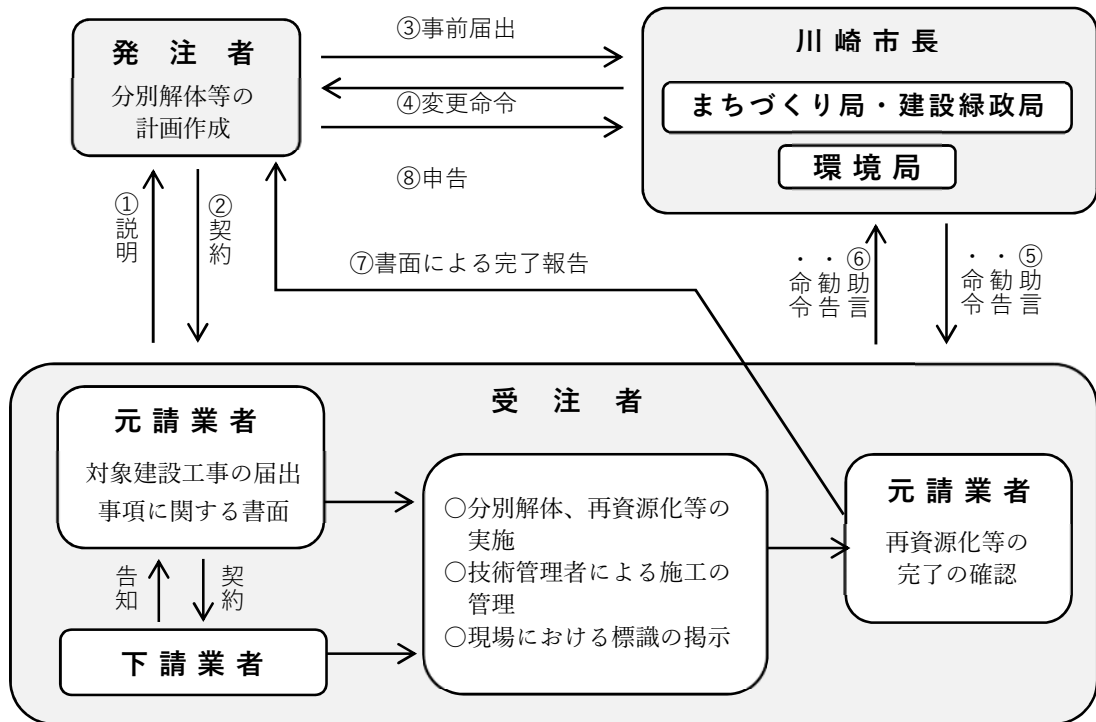 発注者
分別解体等の
計画作成
③事前届出
④変更命令
⑧申告
川崎市長
まちづくり局・建設緑政局
環境局
①説明
②契約
⑦書面による完了報告
⑥助言
・勧告
・命令
⑤助言
・勧告
・命令
受注者
元請業者
対象建設工事の届出
事項に関する書面
告知
契約
下請業者
○分別解体、再資源化等の
実施
○技術管理者による施工の
管理
○現場における標識の掲示
元請業者
再資源化等の
完了の確認